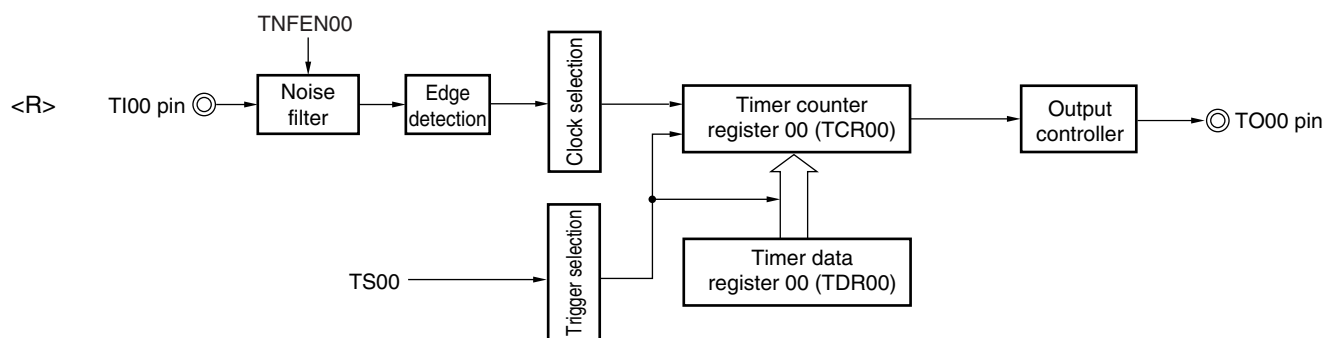 TNFEN00
<R>
TI00 pin
Noise
filter
Edge
detection
Clock selection
Timer counter
register 00 (TCR00)
Output
controller
TO00 pin
TS00
Trigger selection
Timer data
register 00 (TDR00)